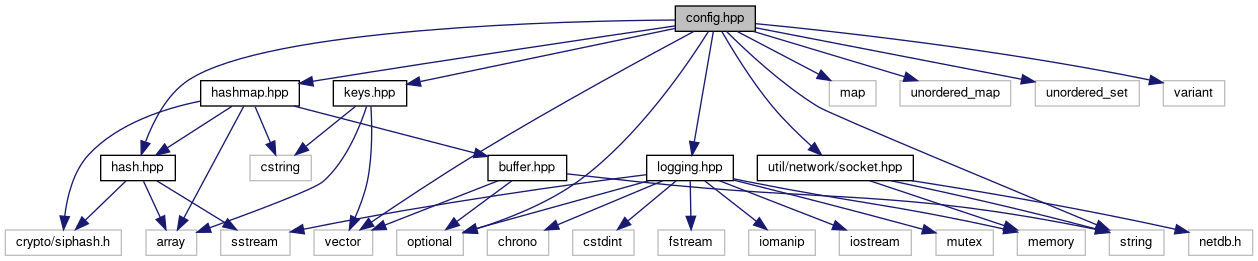 config.hpp
hashmap.hpp
keys.hpp
map
unordered_map
unordered_set
variant
hash.hpp
cstring
buffer.hpp
logging.hpp
util/network/socket.hpp
crypto/siphash.h
array
sstream
vector
optional
chrono
cstdint
fstream
iomanip
iostream
mutex
memory
string
netdb.h